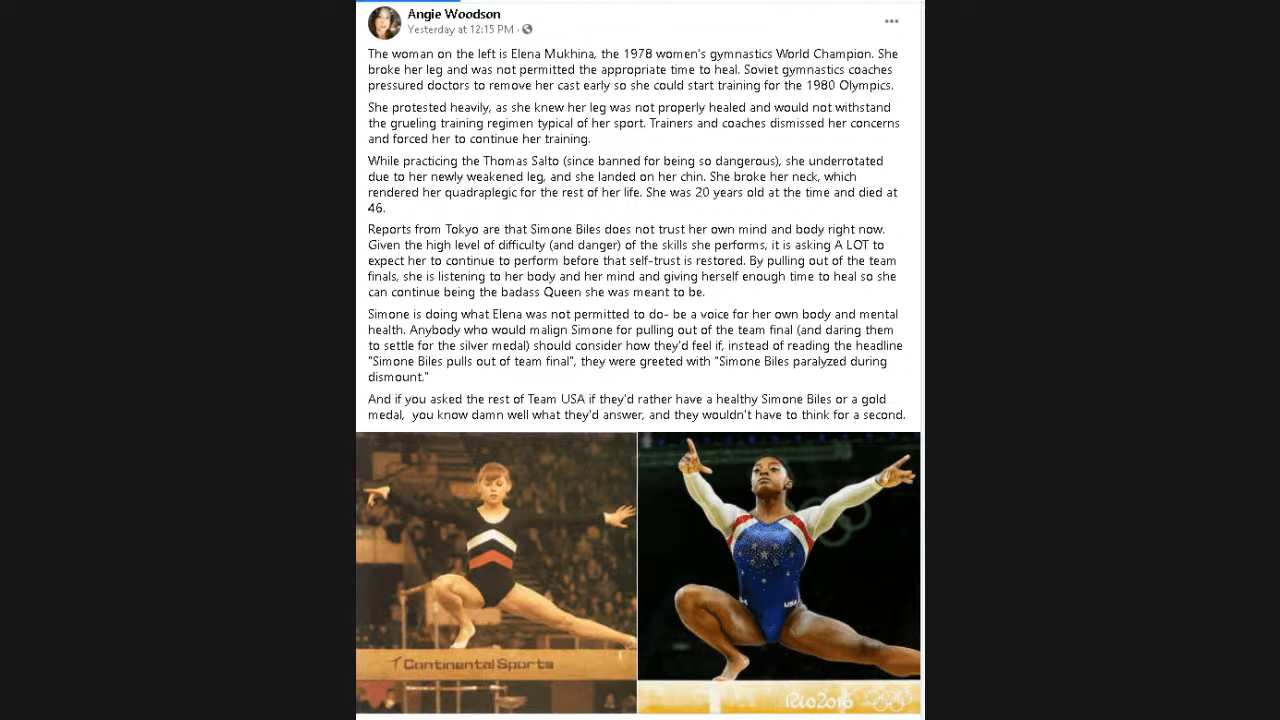 Angie Woodson
Yesterday at 12:15 PM ·
The woman on the left is Elena Mukhina, the 1978 women's gymnastics World Champion. She
broke her leg and was not permitted the appropriate time to heal. Soviet gymnastics coaches
pressured doctors to remove her cast early so she could start training for the 1980 Olympics.
She protested heavily, as she knew her leg was not properly healed and would not withstand
the grueling training regimen typical of her sport. Trainers and coaches dismissed her concerns
and forced her to continue her training.
While practicing the Thomas Salto (since banned for being so dangerous), she underrotated
due to her newly weakened leg, and she landed on her chin. She broke her neck, which
rendered her quadraplegic for the rest of her life. She was 20 years old at the time and died at
46.
Reports from Tokyo are that Simone Biles does not trust her own mind and body right now.
Given the high level of difficulty (and danger) of the skills she performs, it is asking A LOT to
expect her to continue to perform before that self-trust is restored. By pulling out of the team
finals, she is listening to her body and her mind and giving herself enough time to heal so she
can continue being the badass Queen she was meant to be.
Simone is doing what Elena was not permitted to do- be a voice for her own body and mental
health. Anybody who would malign Simone for pulling out of the team final (and daring them
to settle for the silver medal) should consider how they'd feel if, instead of reading the headline
"Simone Biles pulls out of team final", they were greeted with "Simone Biles paralyzed during
dismount."
And if you asked the rest of Team USA if they'd rather have a healthy Simone Biles or a gold
medal, you know damn well what they'd answer, and they wouldn't have to think for a second.
Continental Sports
USA
Rio2016